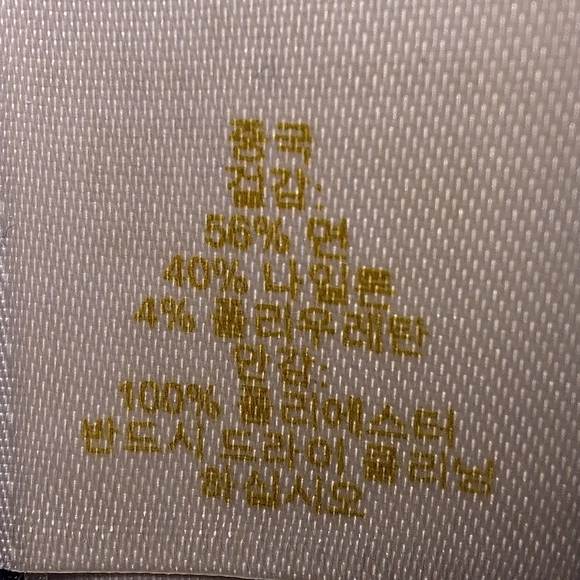 중국
겉감:
56% 면
40% 나일론
4% 폴리우레탄
안감:
100% 폴리에스터
반드시 드라이 클리닝
하십시오